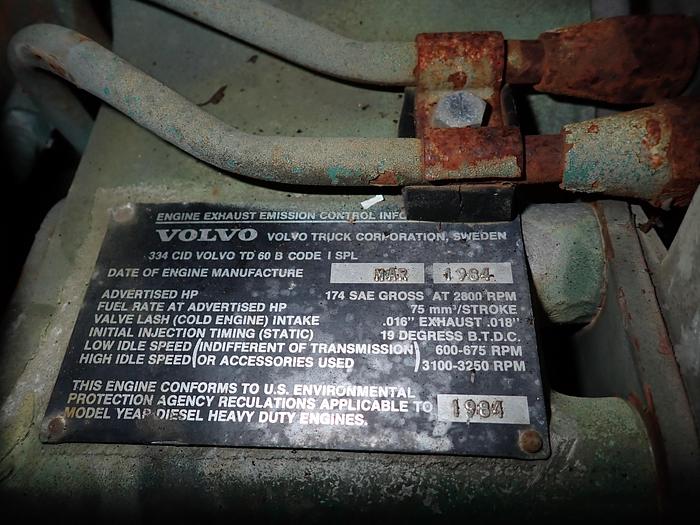 ENGINE EXHAUST EMISSION CONTROL INFO
VOLVO VOLVO TRUCK CORPORATION, SWEDEN
334 CID VOLVO TD 60 B CODE I SPL
DATE OF ENGINE MANUFACTURE MAR 1984
ADVERTISED HP 174 SAE GROSS AT 2800 RPM
FUEL RATE AT ADVERTISED HP 75 mm³/STROKE
VALVE LASH (COLD ENGINE) INTAKE .016" EXHAUST .018"
INITIAL INJECTION TIMING (STATIC) 19 DEGRESS B.T.D.C.
LOW IDLE SPEED (INDIFFERENT OF TRANSMISSION) 600-675 RPM
HIGH IDLE SPEED (OR ACCESSORIES USED) 3100-3250 RPM
THIS ENGINE CONFORMS TO U.S. ENVIRONMENTAL
PROTECTION AGENCY RECULATIONS APPLICABLE TO 1984
MODEL YEAR DIESEL HEAVY DUTY ENGINES.